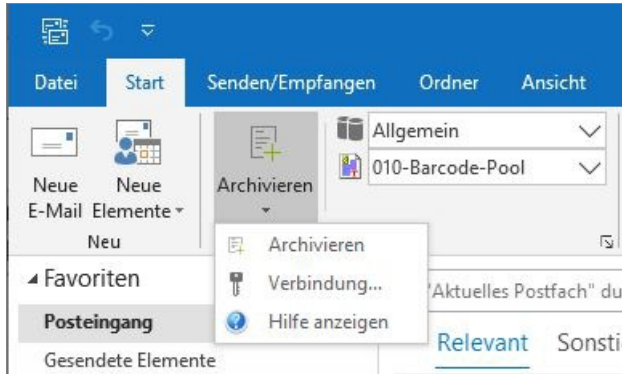 Datei Start Senden/Empfangen Ordner Ansicht
Neue
E-Mail
Neue
Elemente
Neu
Archivieren
Allgemein
010-Barcode-Pool
Archivieren
Verbindung...
Hilfe anzeigen
Favoriten
Posteingang
Gesendete Elemente
"Aktuelles Postfach" du
Relevant Sonsti